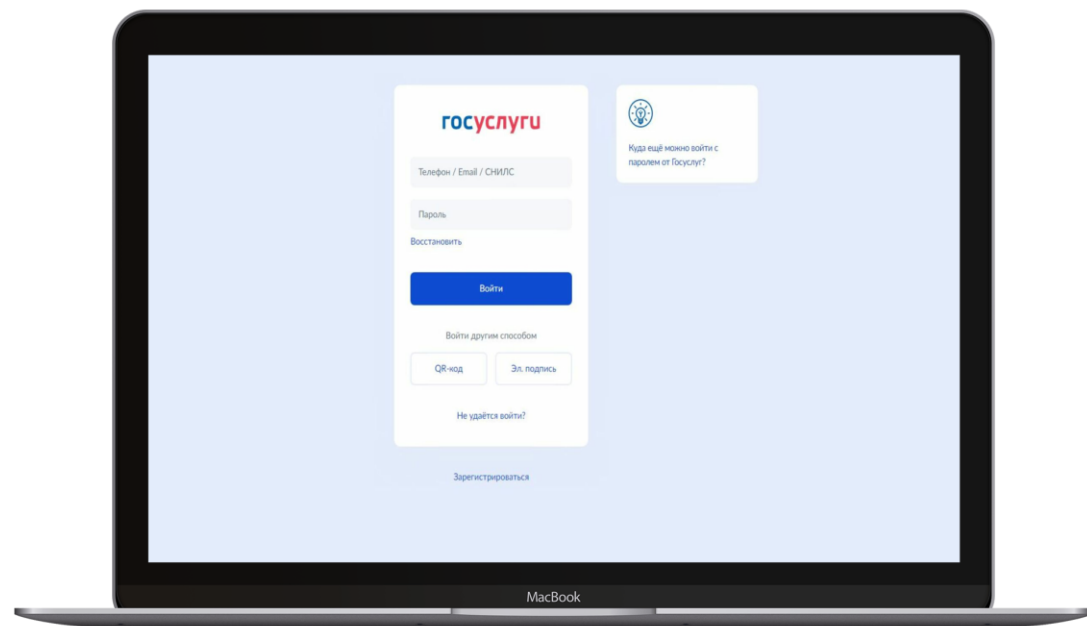 госуслуги
Телефон / Email / СНИЛС
Пароль
Восстановить
Войти
Войти другим способом
QR-код
Эл. подпись
Не удаётся войти?
Зарегистрироваться
Куда ещё можно войти с
паролем от Госуслуг?
MacBook